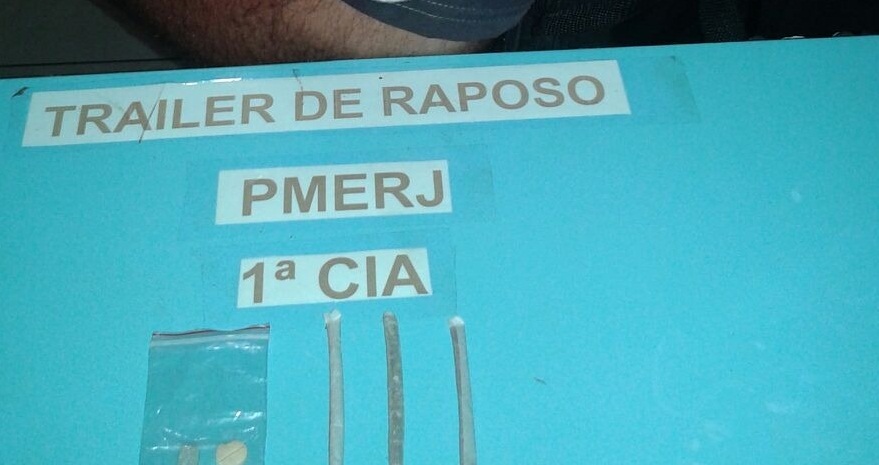 TRAILER DE RAPOSO
PMERJ
1ª CIA